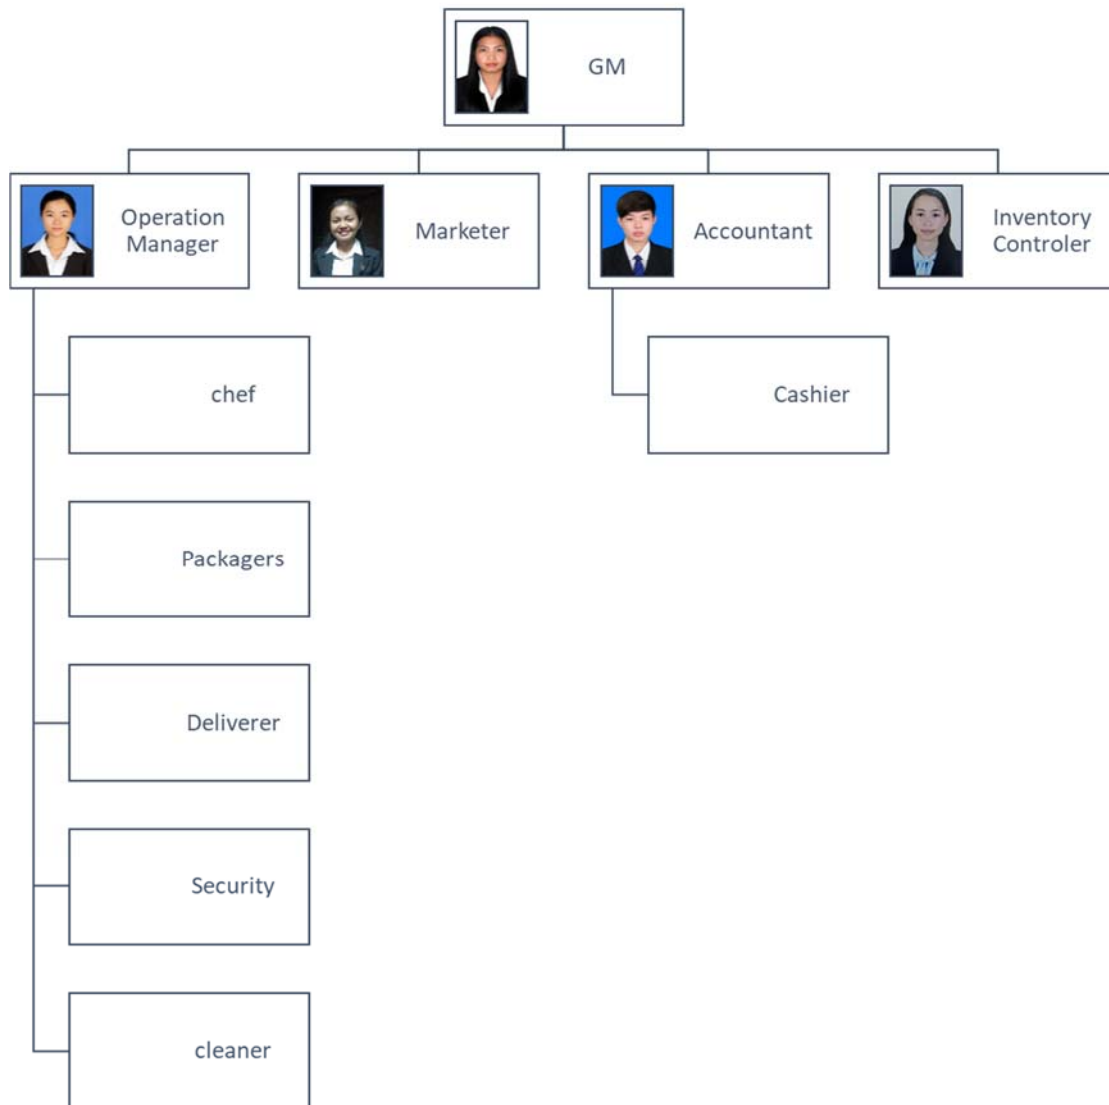 GM
Operation
Manager
Marketer
Accountant
Inventory
Controler
chef
Cashier
Packagers
Deliverer
Security
cleaner